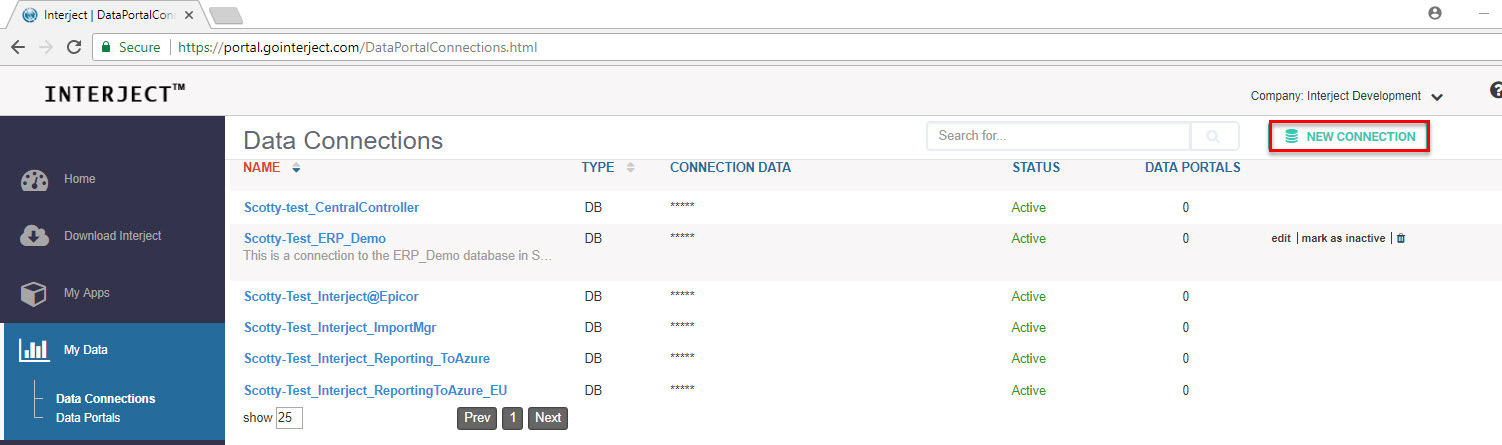 Interject | DataPortalCon
Secure https://portal.gointerject.com/DataPortalConnections.html
INTERJECT™
Company: Interject Development
?
Data Connections
Search for...
NEW CONNECTION
NAME TYPE CONNECTION DATA STATUS DATA PORTALS
Home
Download Interject
My Apps
My Data
Data Connections
Data Portals
Scotty-test_CentralController DB ***** Active 0
Scotty-Test_ERP_Demo DB ***** Active 0 edit | mark as inactive |
This is a connection to the ERP_Demo database in S...
Scotty-Test_Interject@Epicor DB ***** Active 0
Scotty-Test_Interject_ImportMgr DB ***** Active 0
Scotty-Test_Interject_Reporting_ToAzure DB ***** Active 0
Scotty-Test_Interject_ReportingToAzure_EU DB ***** Active 0
show 25 Prev 1 Next